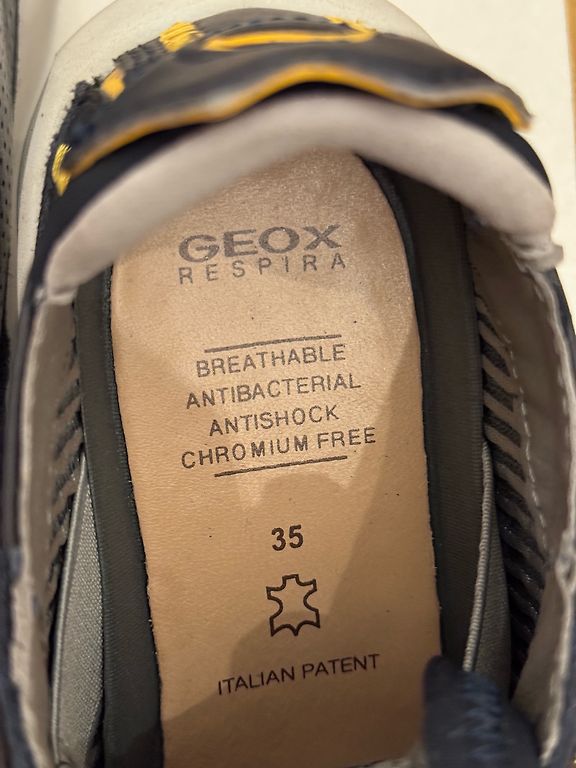 GEOX
RESPIRA
BREATHABLE
ANTIBACTERIAL
ANTISHOCK
CHROMIUM FREE
35
ITALIAN PATENT